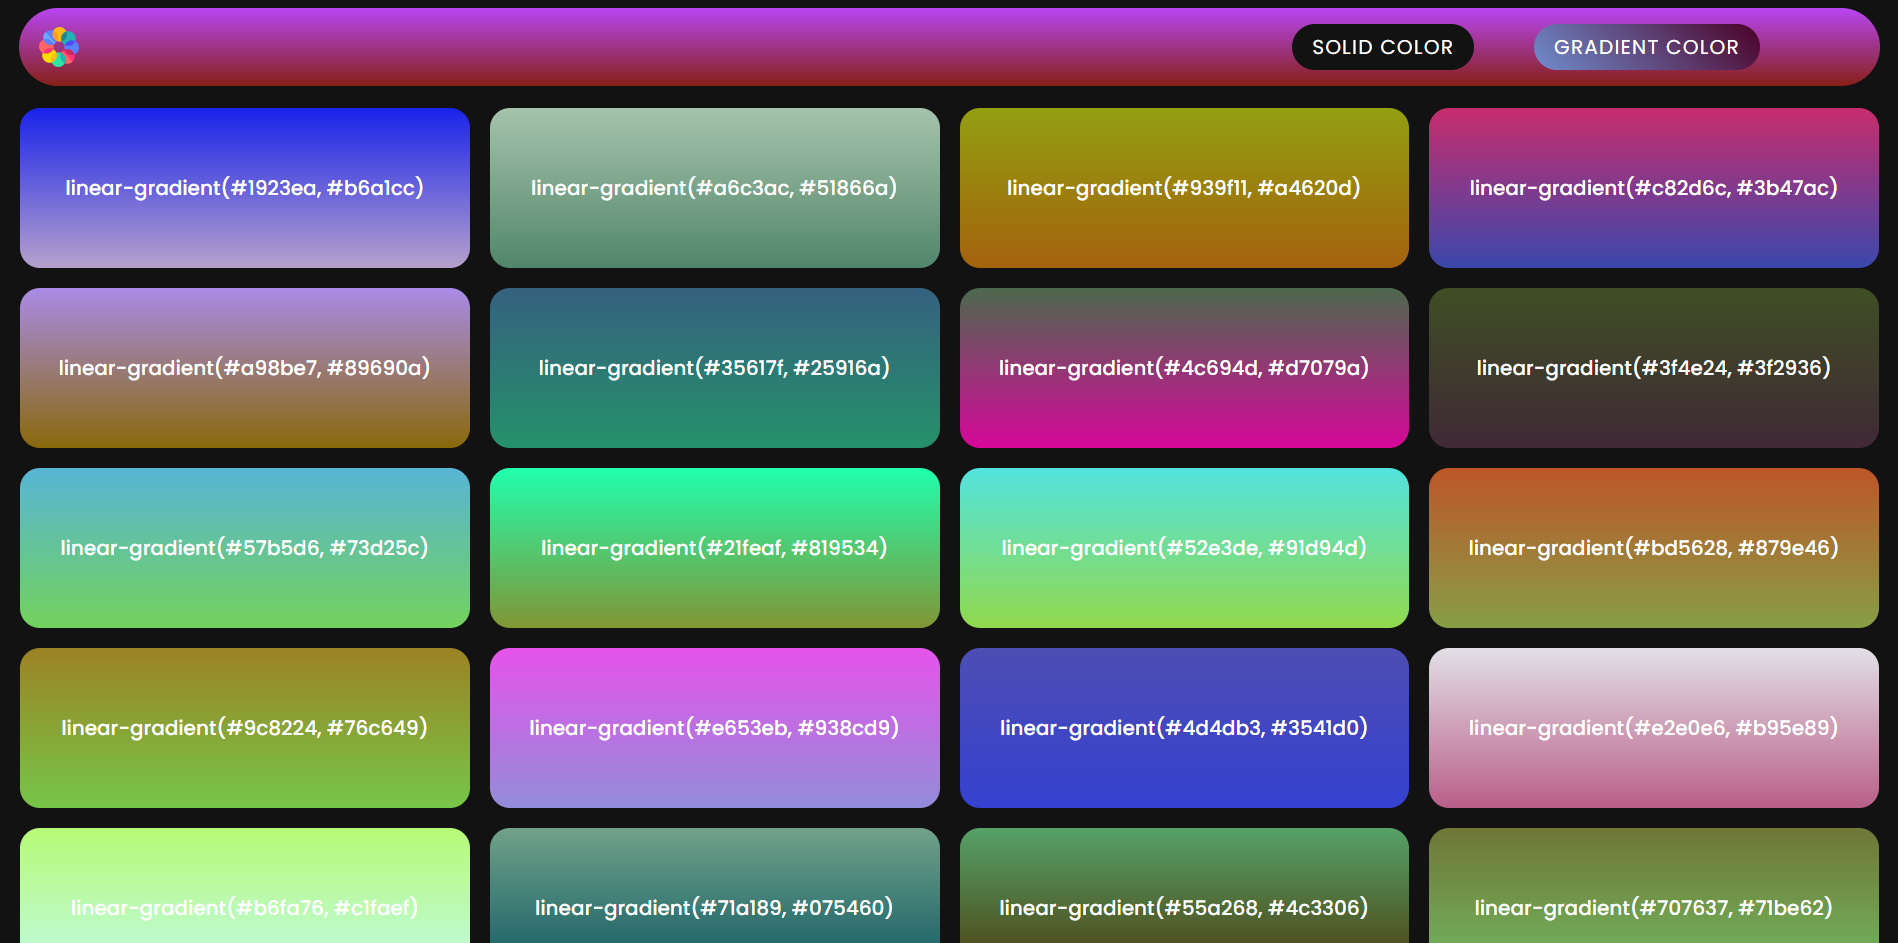 SOLID COLOR
GRADIENT COLOR
linear-gradient(#1923ea, #b6a1cc)
linear-gradient(#a6c3ac, #51866a)
linear-gradient(#939f11, #a4620d)
linear-gradient(#c82d6c, #3b47ac)
linear-gradient(#a98be7, #89690a)
linear-gradient(#35617f, #25916a)
linear-gradient(#4c694d, #d7079a)
linear-gradient(#3f4e24, #3f2936)
linear-gradient(#57b5d6, #73d25c)
linear-gradient(#21feaf, #819534)
linear-gradient(#52e3de, #91d94d)
linear-gradient(#bd5628, #879e46)
linear-gradient(#9c8224, #76c649)
linear-gradient(#e653eb, #938cd9)
linear-gradient(#4d4db3, #3541d0)
linear-gradient(#e2e0e6, #b95e89)
linear-gradient(#b6fa76, #c1faef)
linear-gradient(#71a189, #075460)
linear-gradient(#55a268, #4c3306)
linear-gradient(#707637, #71be62)